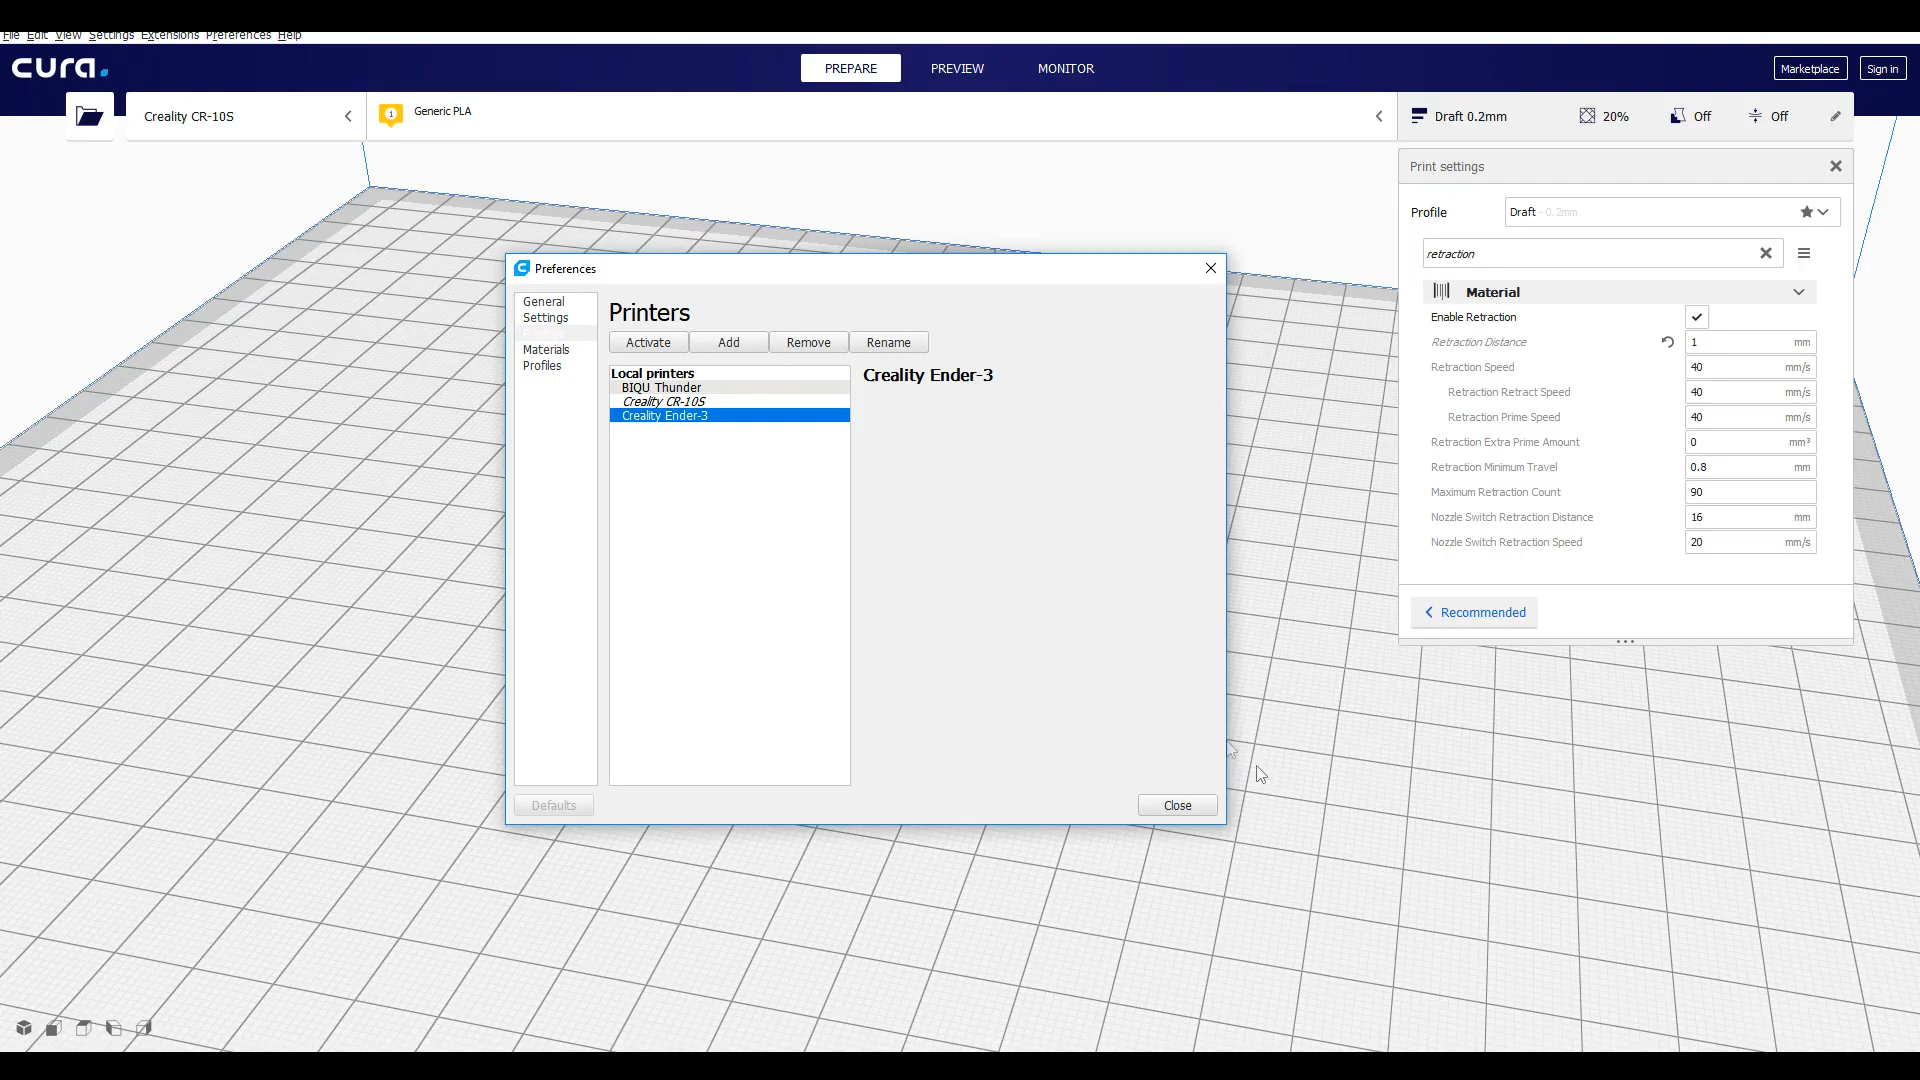 File Edit View Settings Extensions Preferences Help
cura.
PREPARE
PREVIEW
MONITOR
Marketplace
Sign in
Creality CR-10S
1
Generic PLA
Draft 0.2mm
20%
Off
Off
Print settings
Profile
Draft - 0.2mm
retraction
Material
Enable Retraction
Retraction Distance
1 mm
Retraction Speed
40 mm/s
Retraction Retract Speed
40 mm/s
Retraction Prime Speed
40 mm/s
Retraction Extra Prime Amount
0 mm³
Retraction Minimum Travel
0.8 mm
Maximum Retraction Count
90
Nozzle Switch Retraction Distance
16 mm
Nozzle Switch Retraction Speed
20 mm/s
Recommended
Preferences
General
Settings
Materials
Profiles
Printers
Activate
Add
Remove
Rename
Local printers
BIQU Thunder
Creality CR-10S
Creality Ender-3
Creality Ender-3
Defaults
Close